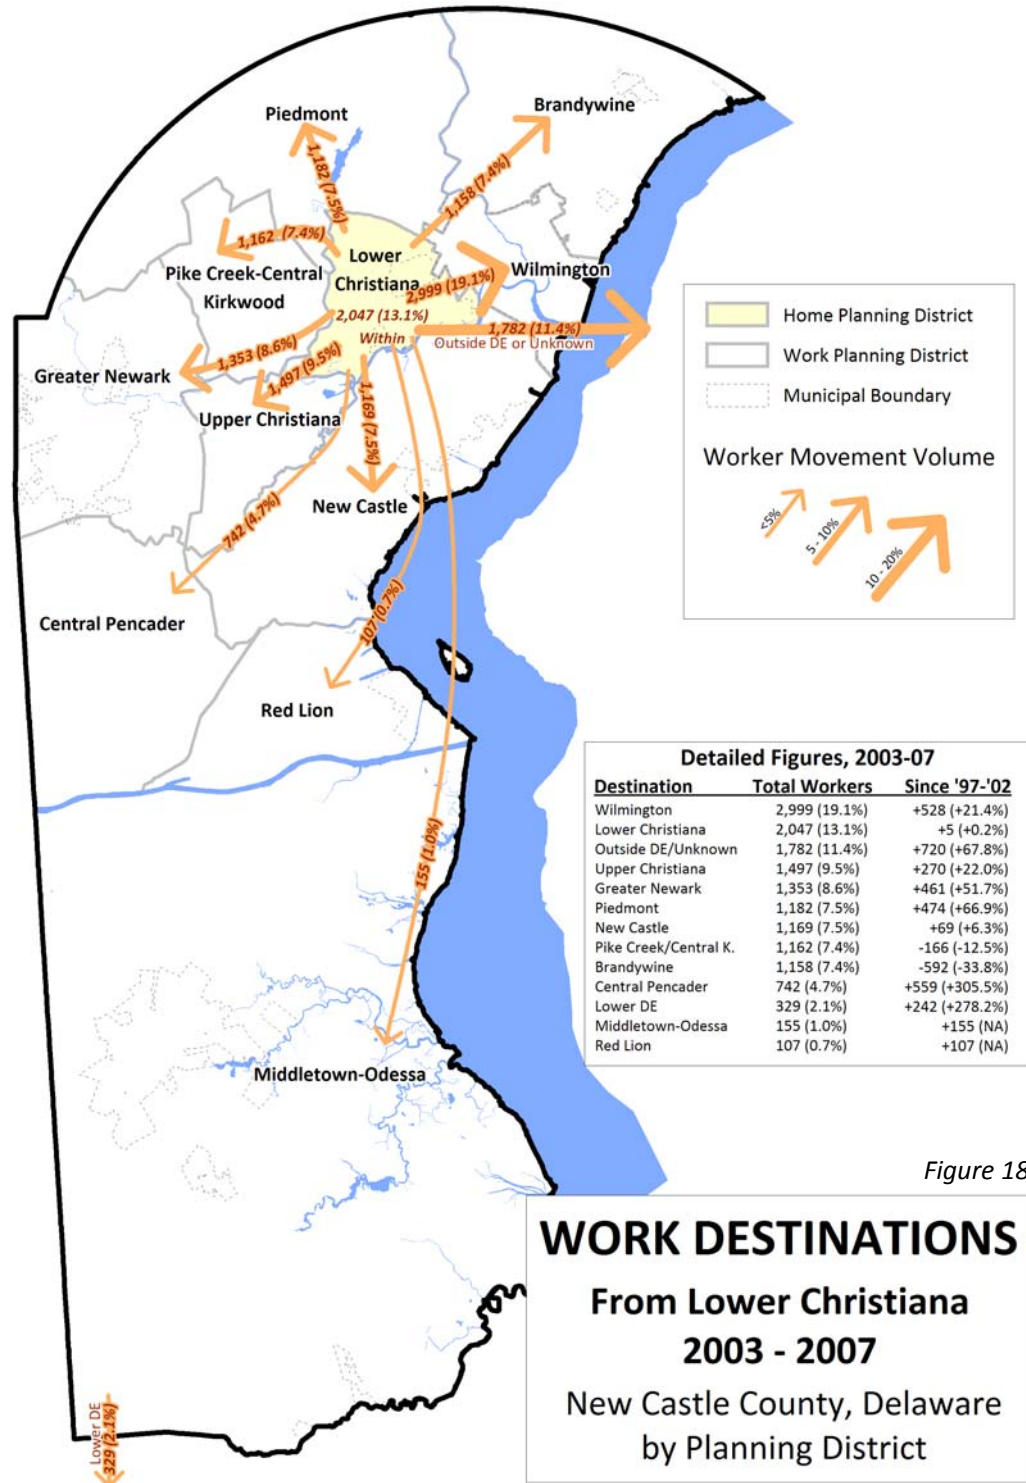 Piedmont
Brandywine
1,182 (7.5%)
1,158 (7.4%)
1,162 (7.4%)
Lower
Christiana
Pike Creek-Central
Kirkwood
Wilmington
2,999 (19.1%)
2,047 (13.1%)
Within
1,782 (11.4%)
Outside DE or Unknown
1,353 (8.6%)
1,497 (9.5%)
Greater Newark
Upper Christiana
1,169 (7.5%)
New Castle
742 (4.7%)
Central Pencader
107 (0.7%)
Red Lion
155 (1.0%)
Middletown-Odessa
Lower DE
329 (2.1%)
Home Planning District
Work Planning District
Municipal Boundary
Worker Movement Volume
<5%
5 - 10%
10 - 20%
Detailed Figures, 2003-07
Destination Total Workers Since '97-'02
Wilmington 2,999 (19.1%) +528 (+21.4%)
Lower Christiana 2,047 (13.1%) +5 (+0.2%)
Outside DE/Unknown 1,782 (11.4%) +720 (+67.8%)
Upper Christiana 1,497 (9.5%) +270 (+22.0%)
Greater Newark 1,353 (8.6%) +461 (+51.7%)
Piedmont 1,182 (7.5%) +474 (+66.9%)
New Castle 1,169 (7.5%) +69 (+6.3%)
Pike Creek/Central K. 1,162 (7.4%) -166 (-12.5%)
Brandywine 1,158 (7.4%) -592 (-33.8%)
Central Pencader 742 (4.7%) +559 (+305.5%)
Lower DE 329 (2.1%) +242 (+278.2%)
Middletown-Odessa 155 (1.0%) +155 (NA)
Red Lion 107 (0.7%) +107 (NA)
Figure 18
WORK DESTINATIONS
From Lower Christiana
2003 - 2007
New Castle County, Delaware
by Planning District